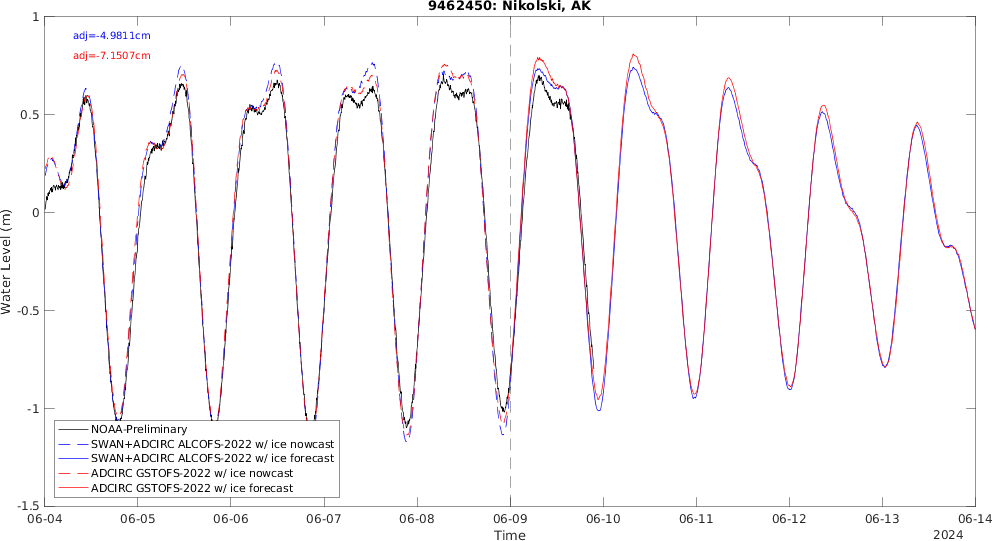 9462450: Nikolski, AK
adj=-4.9811cm
adj=-7.1507cm
Water Level (m)
1
0.5
0
-0.5
-1
-1.5
NOAA-Preliminary
SWAN+ADCIRC ALCOFS-2022 w/ ice nowcast
SWAN+ADCIRC ALCOFS-2022 w/ ice forecast
ADCIRC GSTOFS-2022 w/ ice nowcast
ADCIRC GSTOFS-2022 w/ ice forecast
06-04 06-05 06-06 06-07 06-08 06-09 06-10 06-11 06-12 06-13 06-14
Time
2024